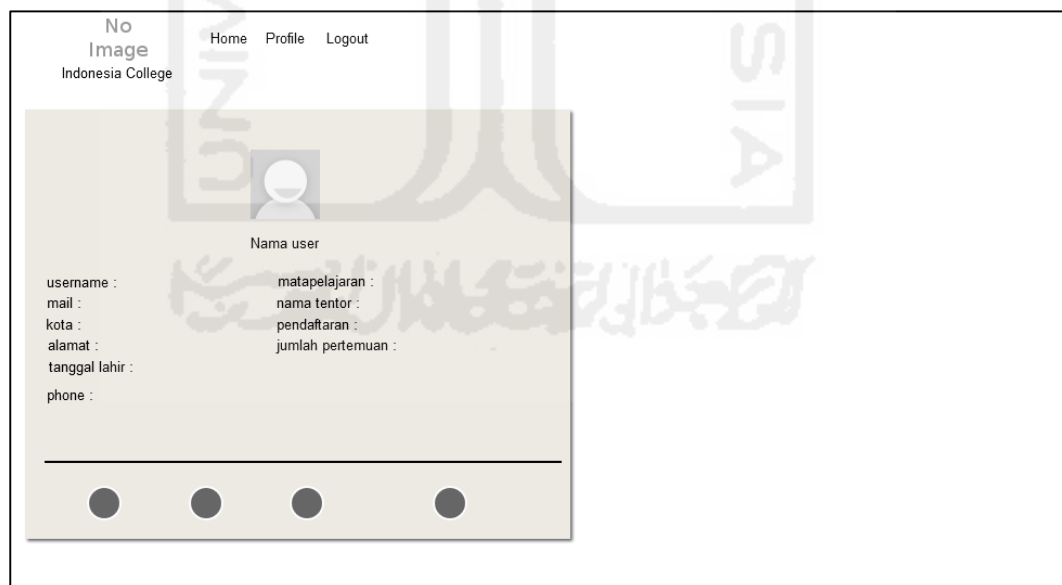 No
Image
Indonesia College
Home Profile Logout
Nama user
username :
mail :
kota :
alamat :
tanggal lahir :
phone :
matapelajaran :
nama tentor :
pendaftaran :
jumlah pertemuan :